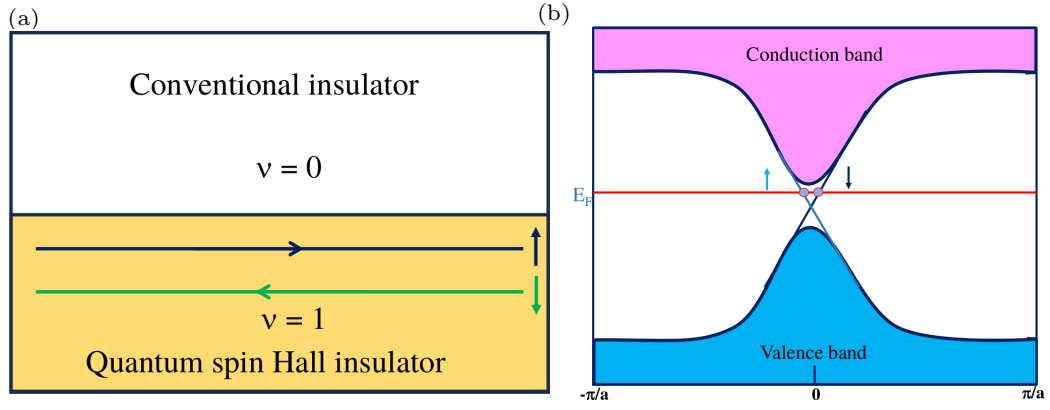 (a)
Conventional insulator
ν = 0
ν = 1
Quantum spin Hall insulator
(b)
Conduction band
E_F
Valence band
-π/a 0 π/a